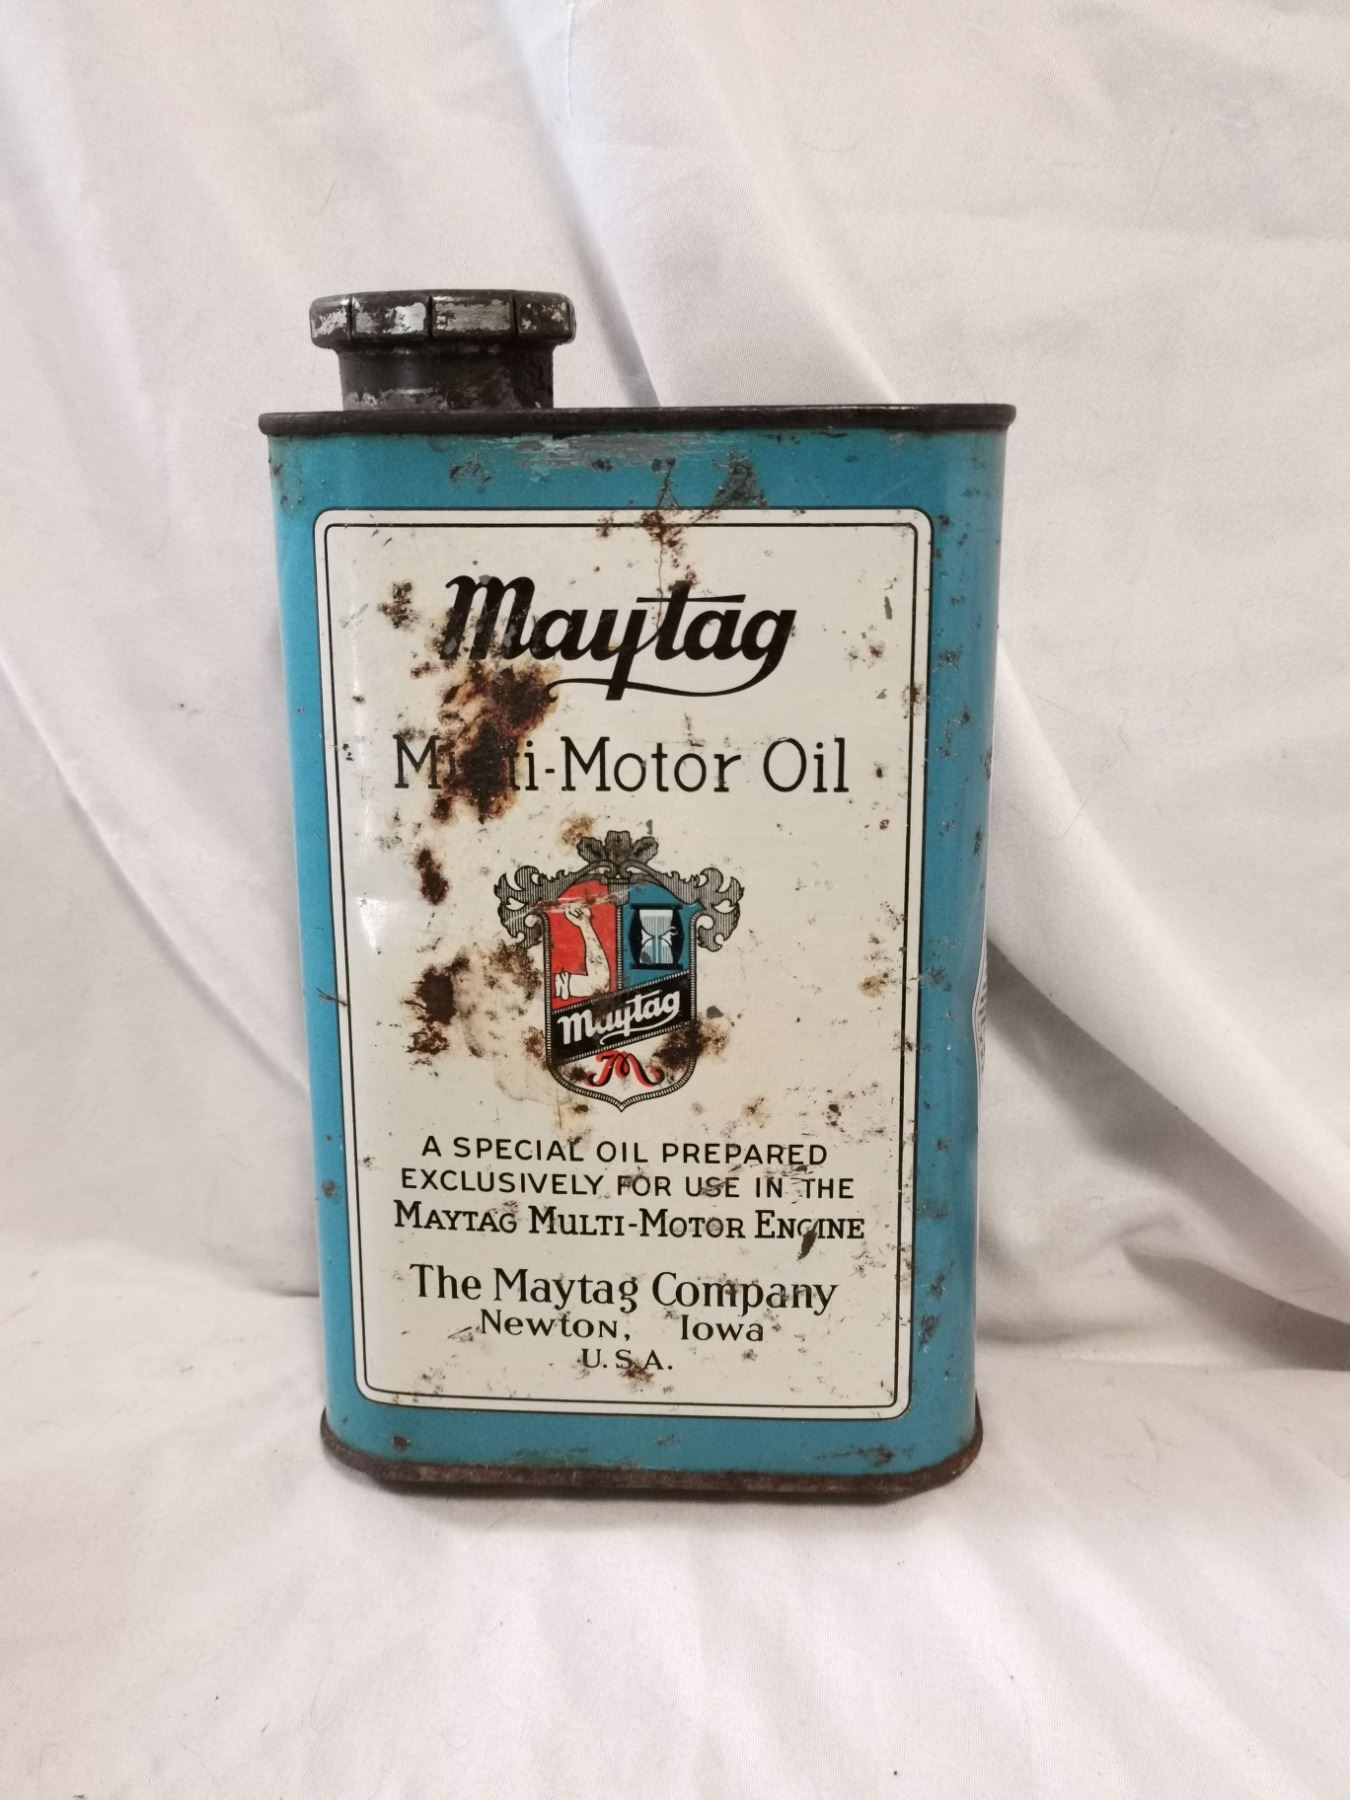 Maytag
Multi-Motor Oil
Maytag
M
A SPECIAL OIL PREPARED
EXCLUSIVELY FOR USE IN THE
MAYTAG MULTI-MOTOR ENGINE
The Maytag Company
Newton, Iowa
U.S.A.